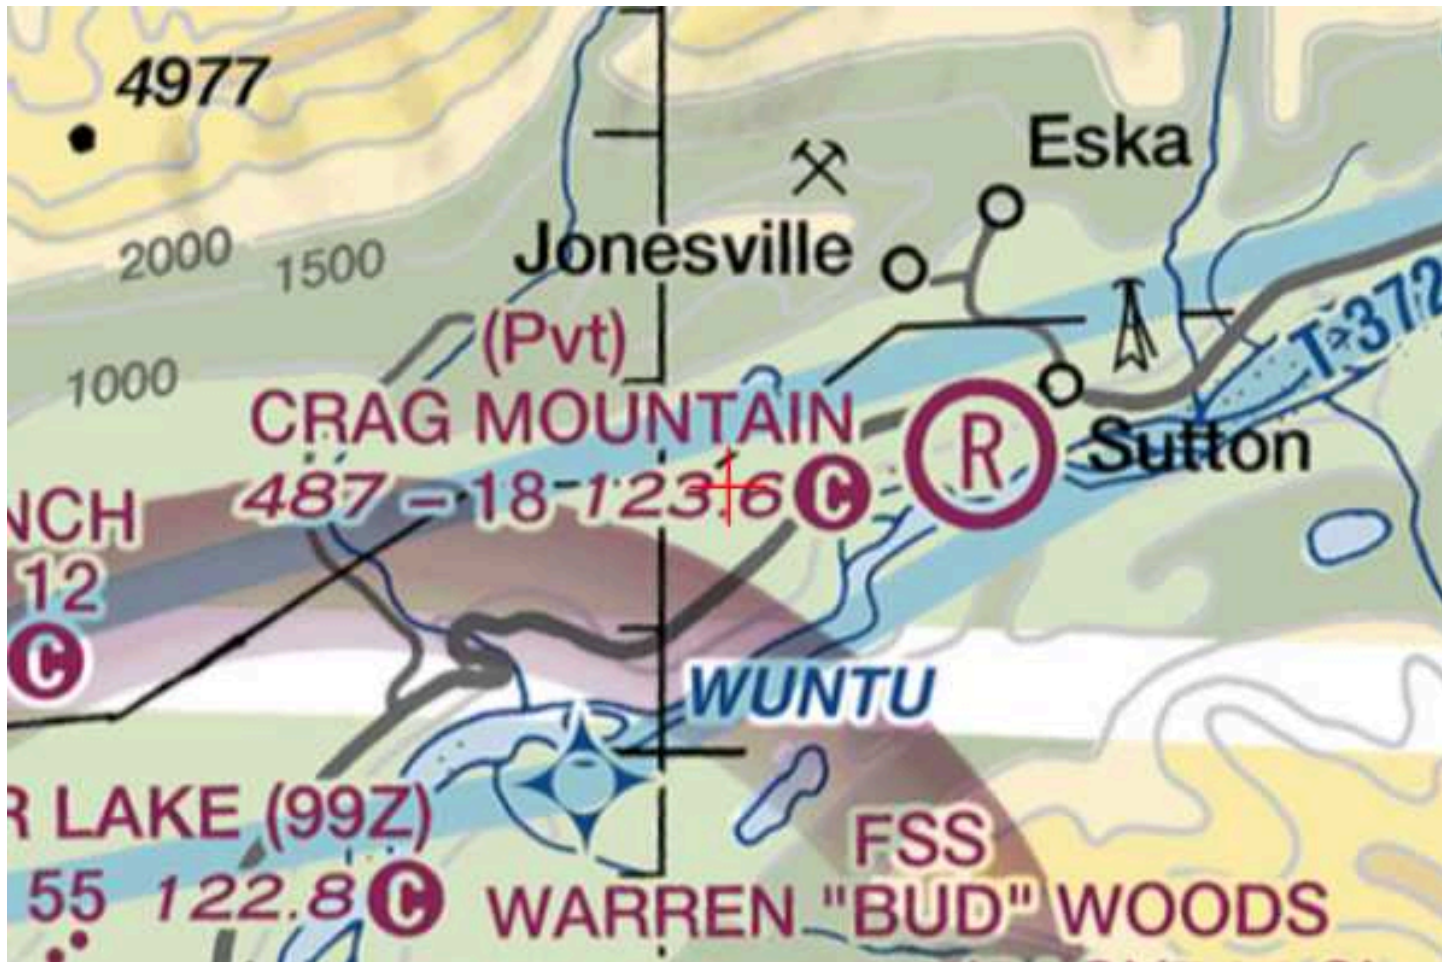 4977
Eska
Jonesville
2000
1500
1000
(Pvt)
T-372
CRAG MOUNTAIN
Sutton
487 – 18 123.6 C
R
NCH
12
C
WUNTU
R LAKE (99Z)
55 122.8 C
FSS
WARREN "BUD" WOODS